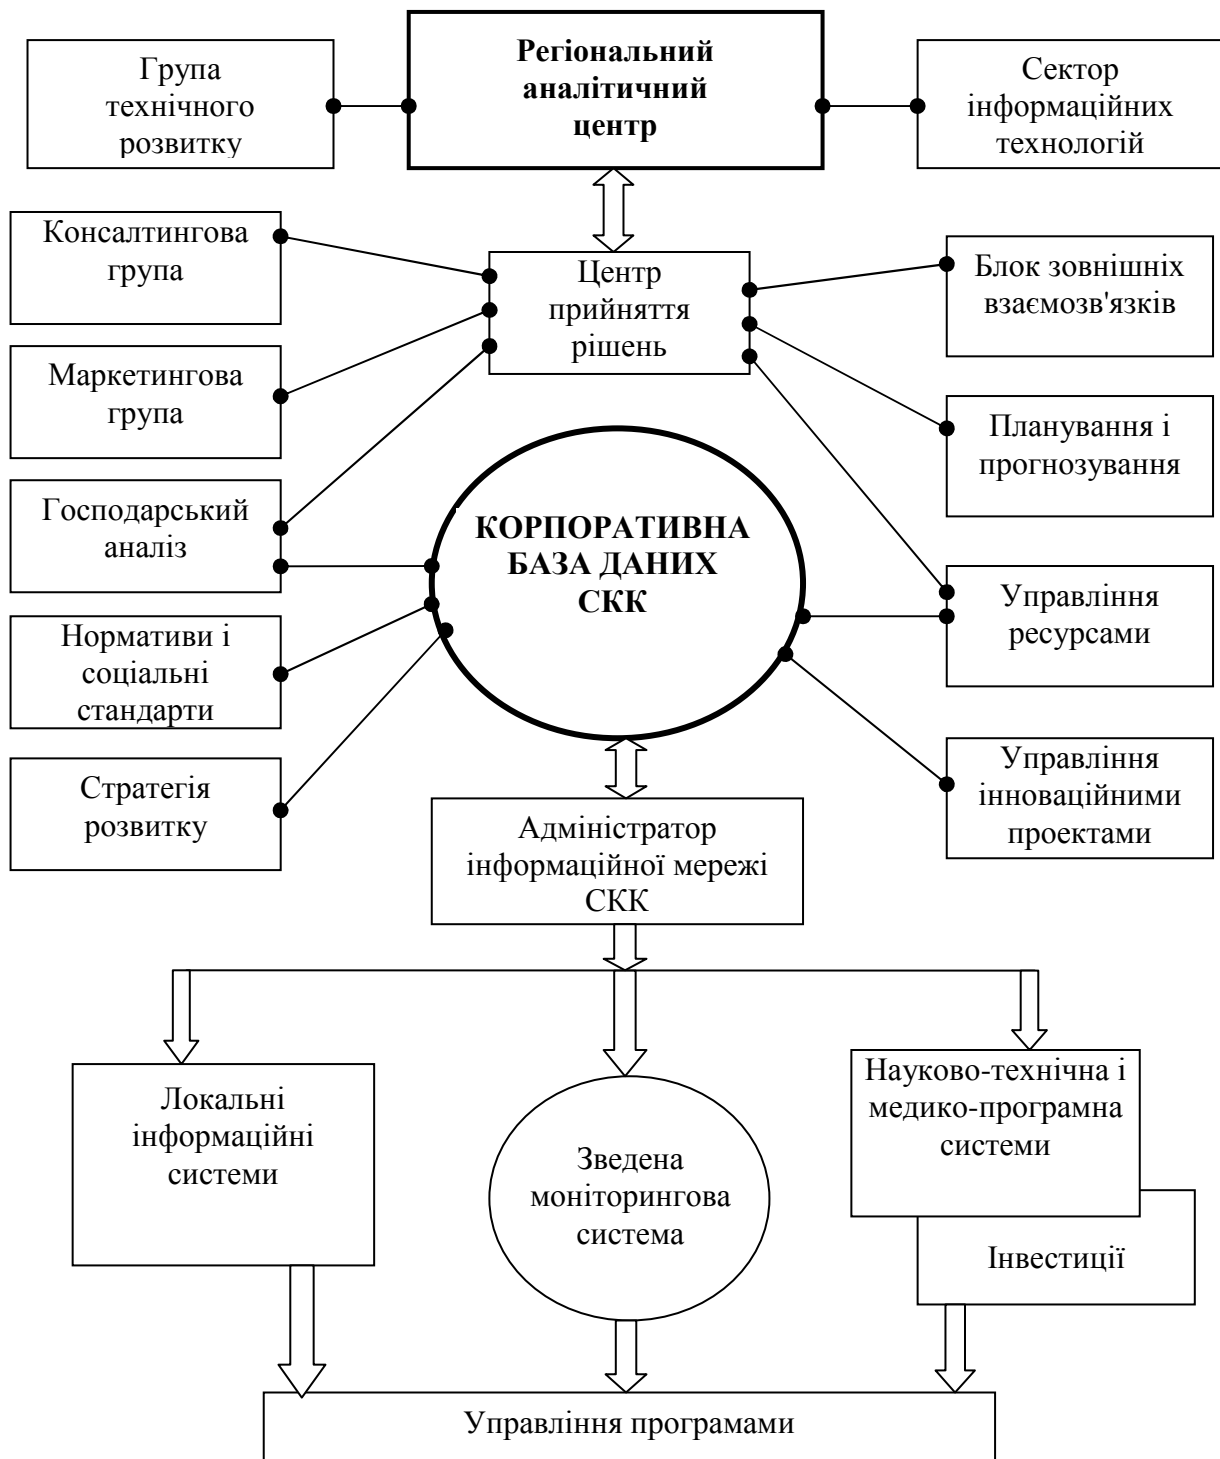 Група
технічного
розвитку
Регіональний
аналітичний
центр
Сектор
інформаційних
технологій
Консалтингова
група
Центр
прийняття
рішень
Блок зовнішніх
взаємозв'язків
Маркетингова
група
Планування і
прогнозування
Господарський
аналіз
КОРПОРАТИВНА
БАЗА ДАНИХ
СКК
Управління
ресурсами
Нормативи і
соціальні
стандарти
Стратегія
розвитку
Управління
інноваційними
проектами
Адміністратор
інформаційної мережі
СКК
Локальні
інформаційні
системи
Зведена
моніторингова
система
Науково-технічна і
медико-програмна
системи
Інвестиції
Управління програмами